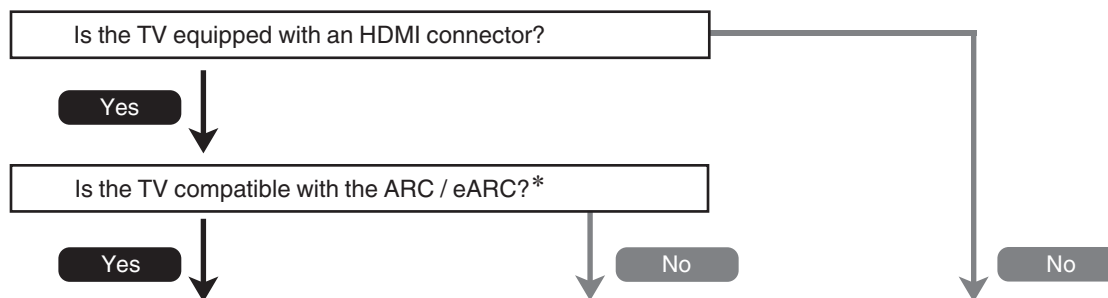 Is the TV equipped with an HDMI connector?
Yes
Is the TV compatible with the ARC / eARC?*
Yes
No
No